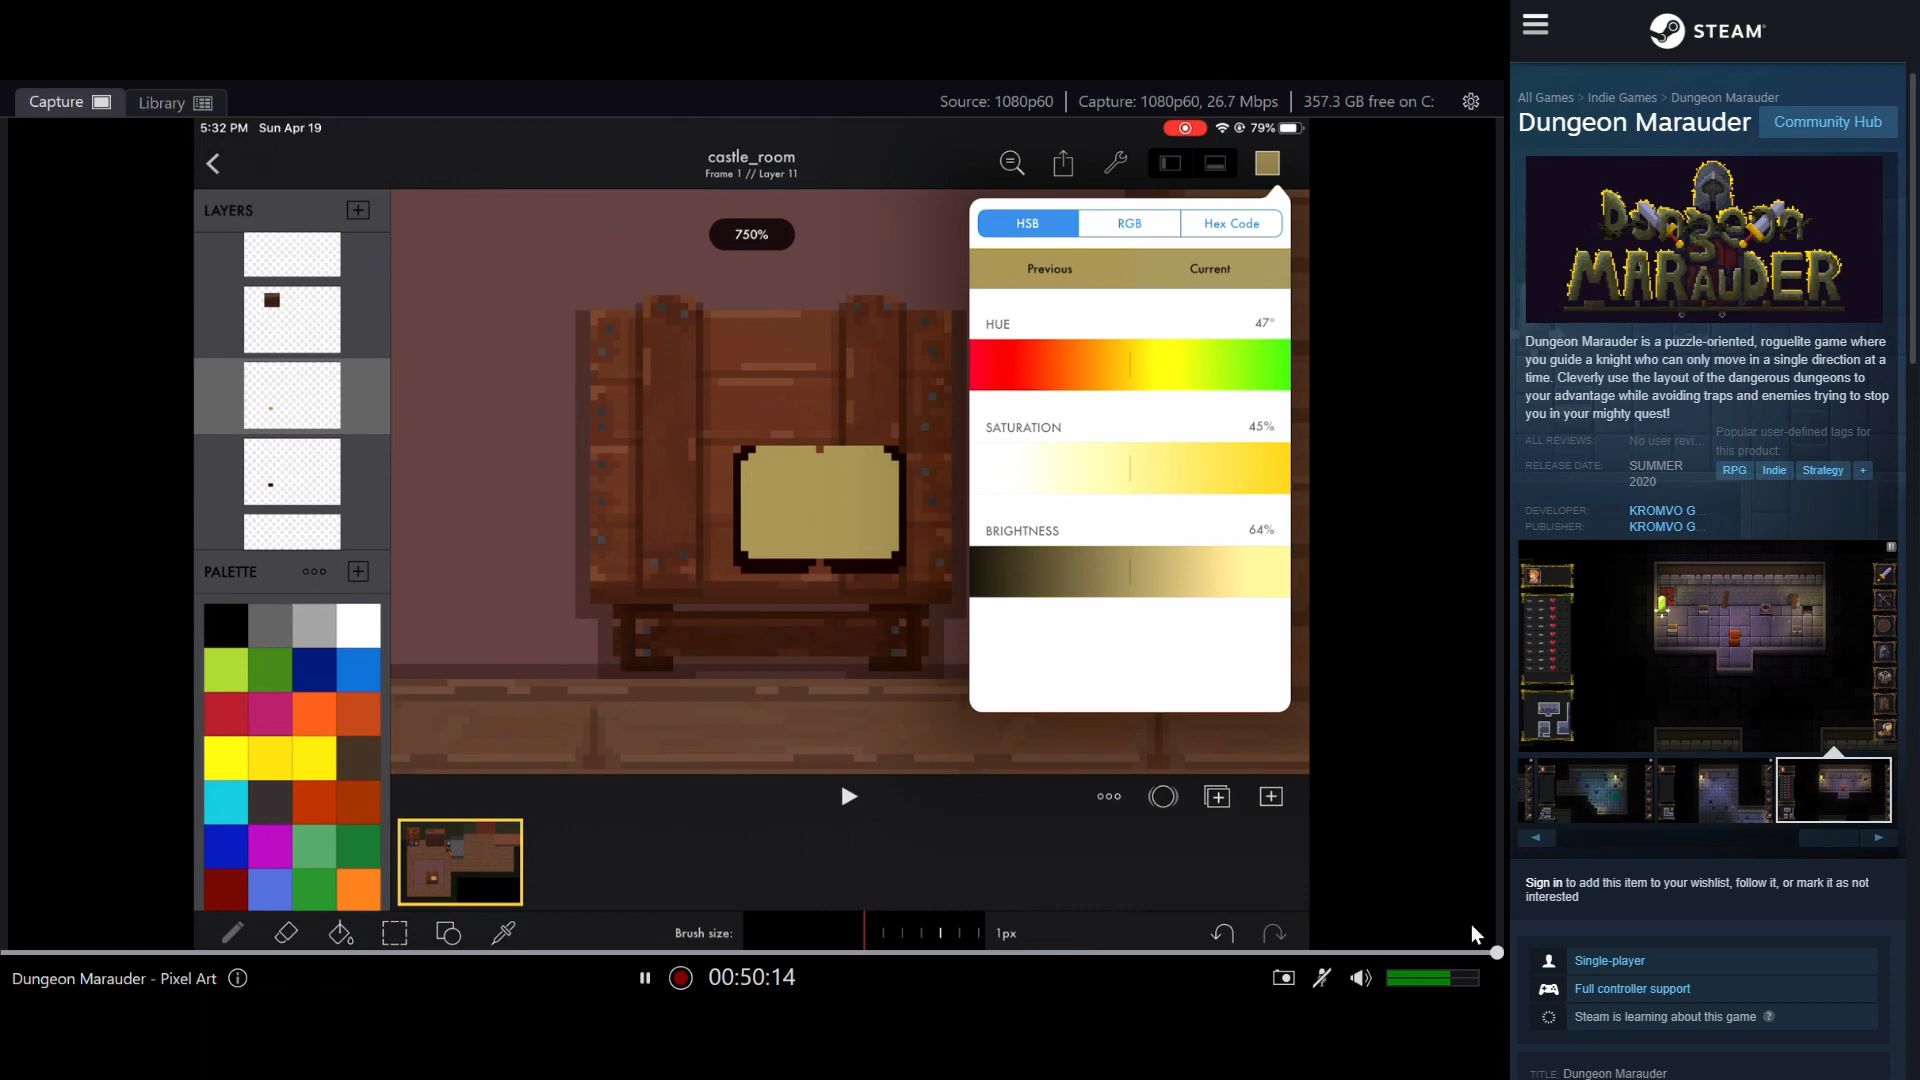 Capture
Library
Source: 1080p60
Capture: 1080p60, 26.7 Mbps
357.3 GB free on C:
5:32 PM Sun Apr 19
79%
castle_room
Frame 1 // Layer 11
LAYERS
750%
HSB
RGB
Hex Code
Previous
Current
HUE
47°
SATURATION
45%
BRIGHTNESS
64%
PALETTE
Brush size:
1px
Dungeon Marauder - Pixel Art
00:50:14
STEAM
All Games > Indie Games > Dungeon Marauder
Dungeon Marauder
Community Hub
Dungeon
MARAUDER
Dungeon Marauder is a puzzle-oriented, roguelite game where
you guide a knight who can only move in a single direction at a
time. Cleverly use the layout of the dangerous dungeons to
your advantage while avoiding traps and enemies trying to stop
you in your mighty quest!
ALL REVIEWS:
No user revi...
RELEASE DATE:
SUMMER
2020
Popular user-defined tags for
this product:
RPG
Indie
Strategy
+
DEVELOPER:
KROMVO G...
PUBLISHER:
KROMVO G...
Sign in to add this item to your wishlist, follow it, or mark it as not
interested
Single-player
Full controller support
Steam is learning about this game ?
TITLE: Dungeon Marauder